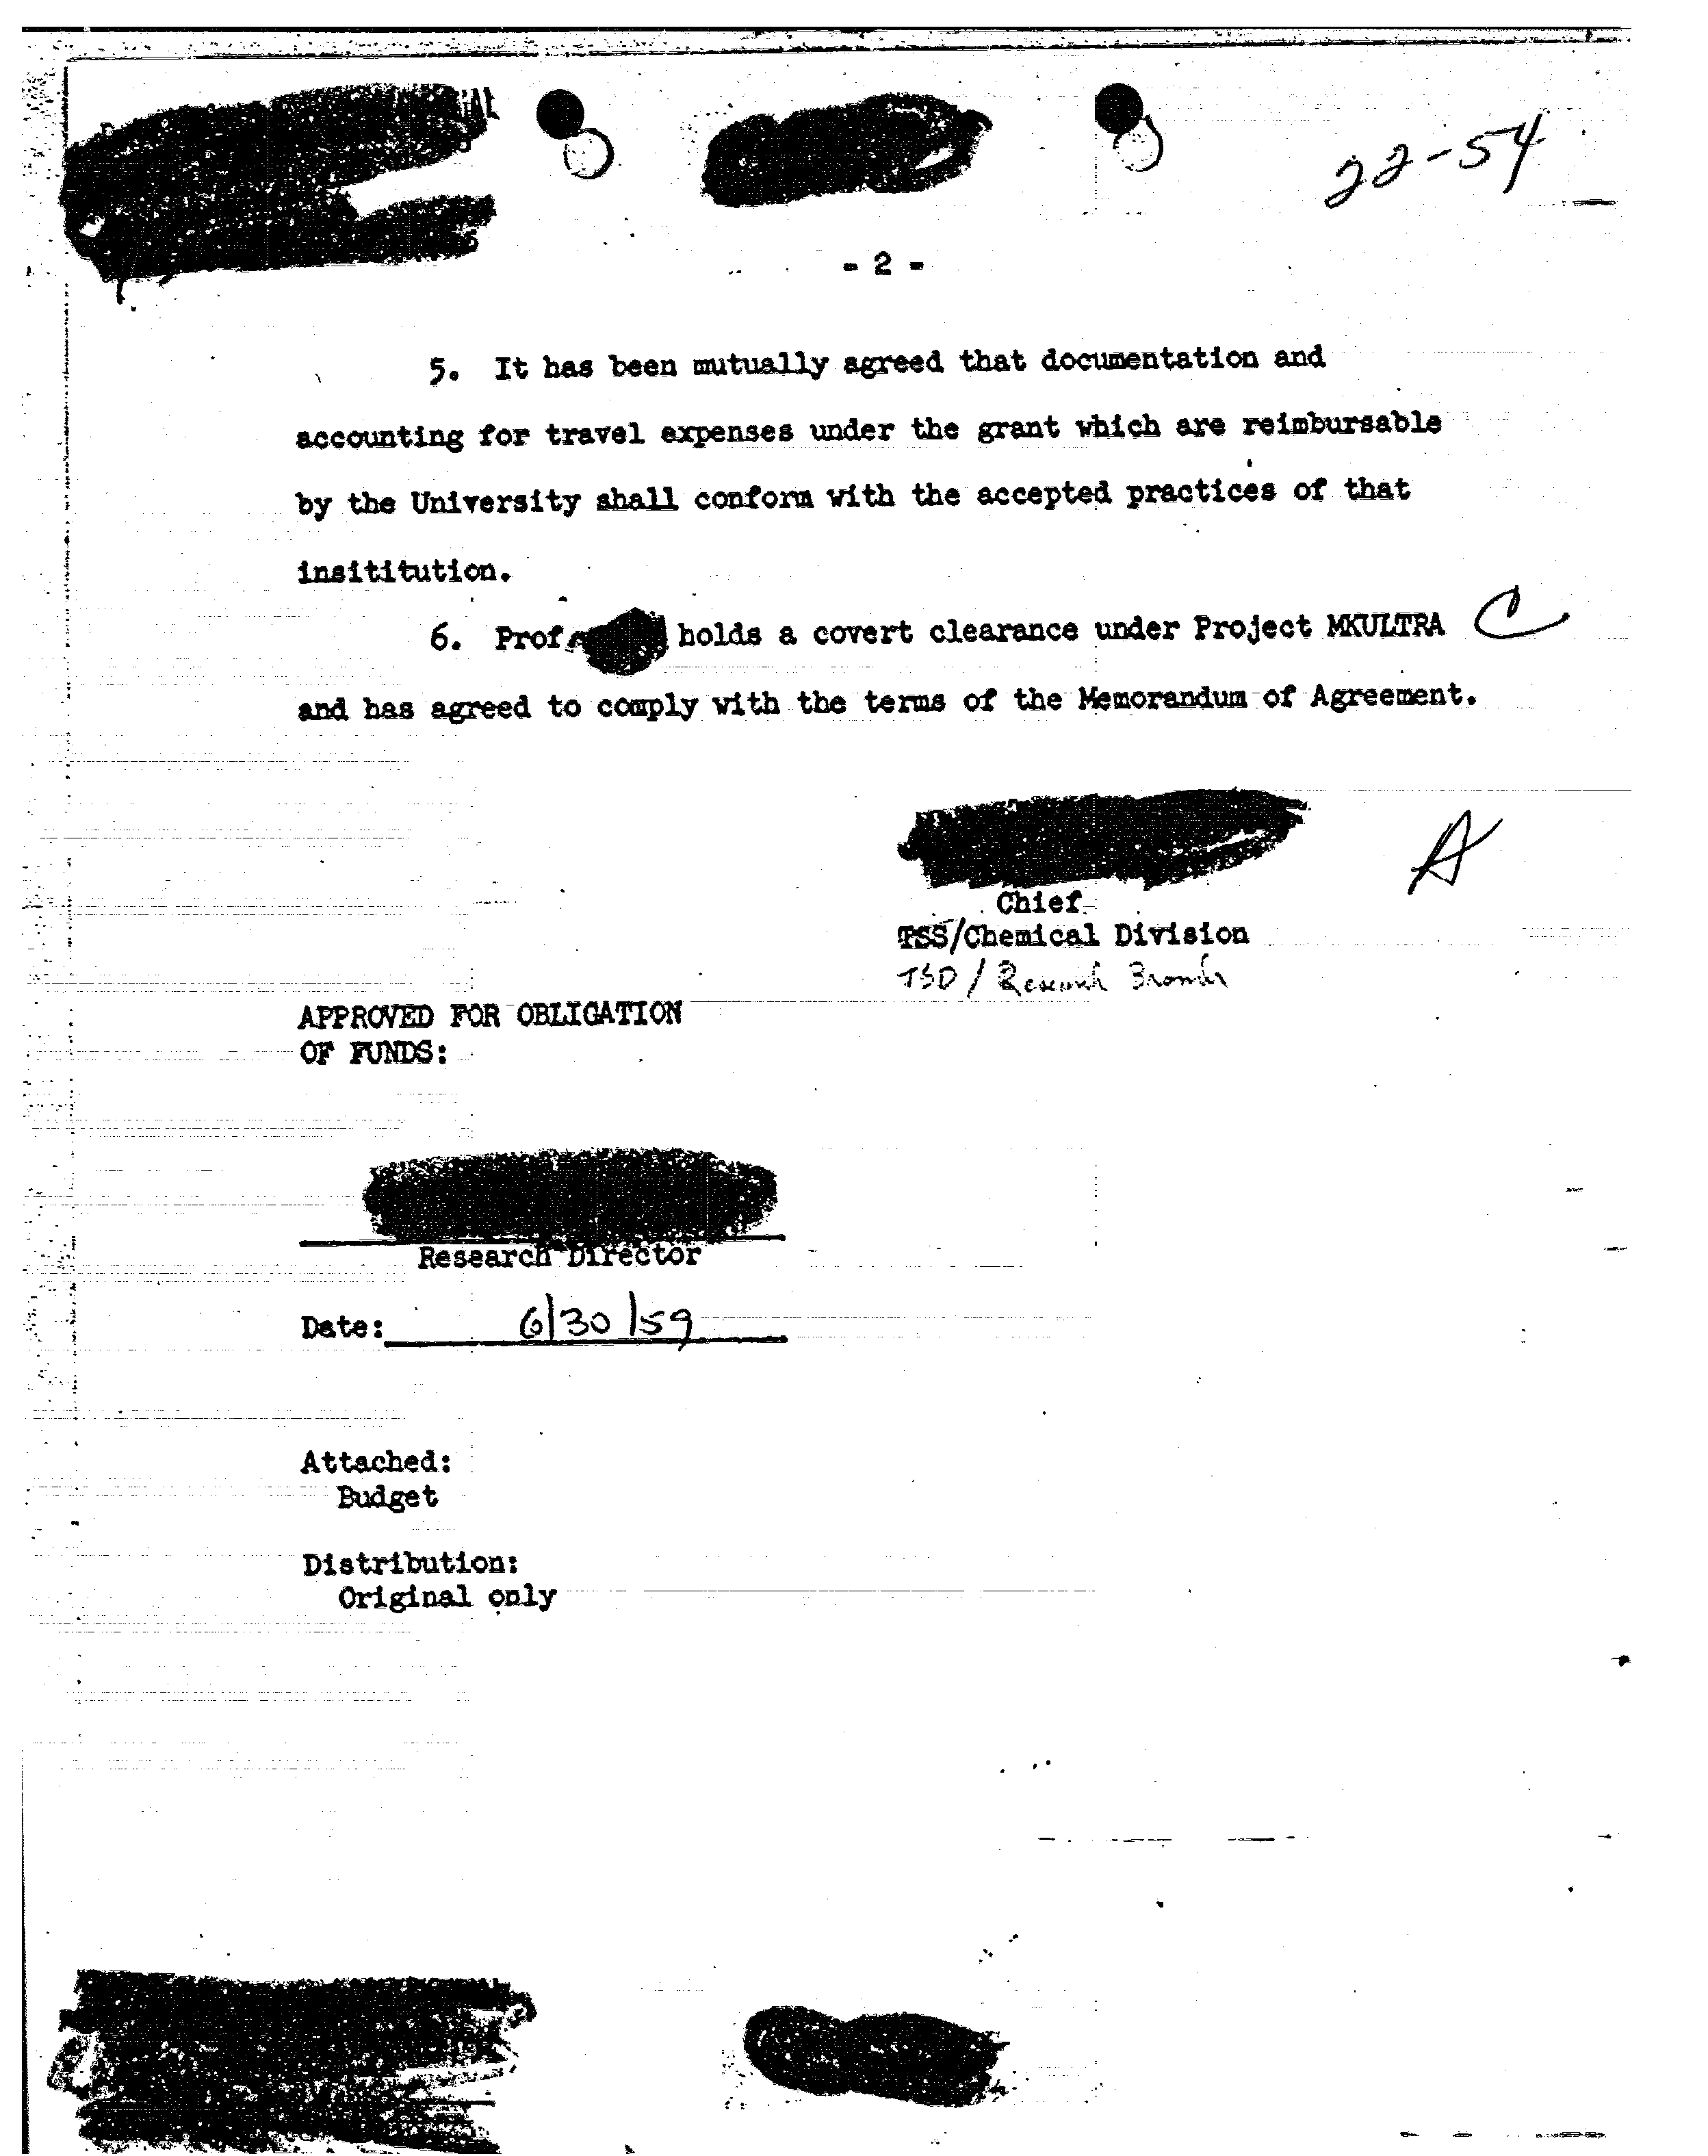 22-54
- 2 -
5. It has been mutually agreed that documentation and
accounting for travel expenses under the grant which are reimbursable
by the University shall conform with the accepted practices of that
insititution.
6. Prof. holds a covert clearance under Project MKULTRA C
and has agreed to comply with the terms of the Memorandum of Agreement.
A
Chief
TSS/Chemical Division
TSD / Research Branch
APPROVED FOR OBLIGATION
OF FUNDS:
Research Director
Date: 6/30/59
Attached:
Budget
Distribution:
Original only